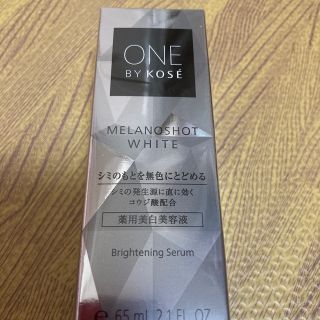 ONE
BY KOSÉ
MELANOSHOT
WHITE
シミのもとを無色にとどめる
シミの発生源に直に効く
コウジ酸配合
薬用美白美容液
Brightening Serum
℮ 65 mL 2.1 FL. OZ.